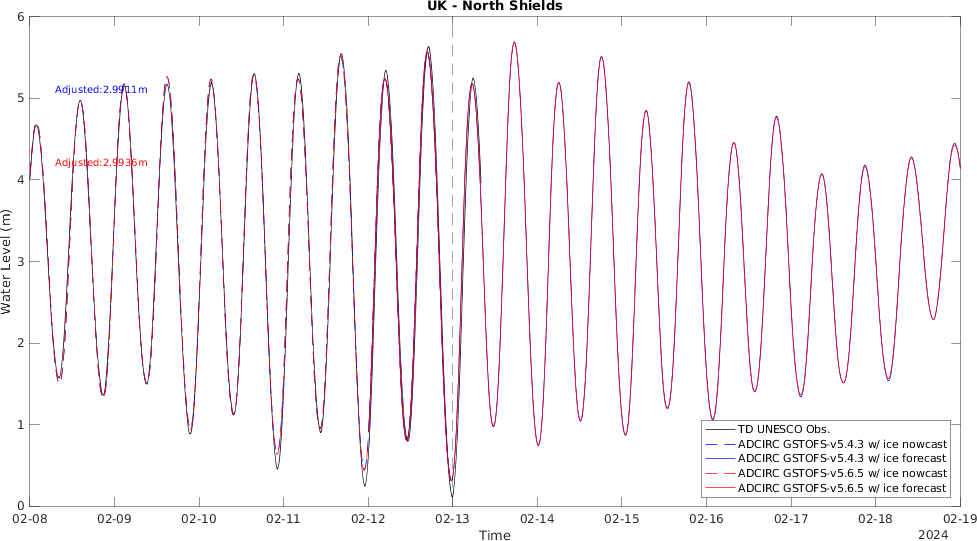 UK - North Shields
6
5
4
3
2
1
0
Water Level (m)
Adjusted:2.9911m
Adjusted:2.9936m
TD UNESCO Obs.
ADCIRC GSTOFS-v5.4.3 w/ ice nowcast
ADCIRC GSTOFS-v5.4.3 w/ ice forecast
ADCIRC GSTOFS-v5.6.5 w/ ice nowcast
ADCIRC GSTOFS-v5.6.5 w/ ice forecast
02-08 02-09 02-10 02-11 02-12 02-13 02-14 02-15 02-16 02-17 02-18 02-19
Time
2024